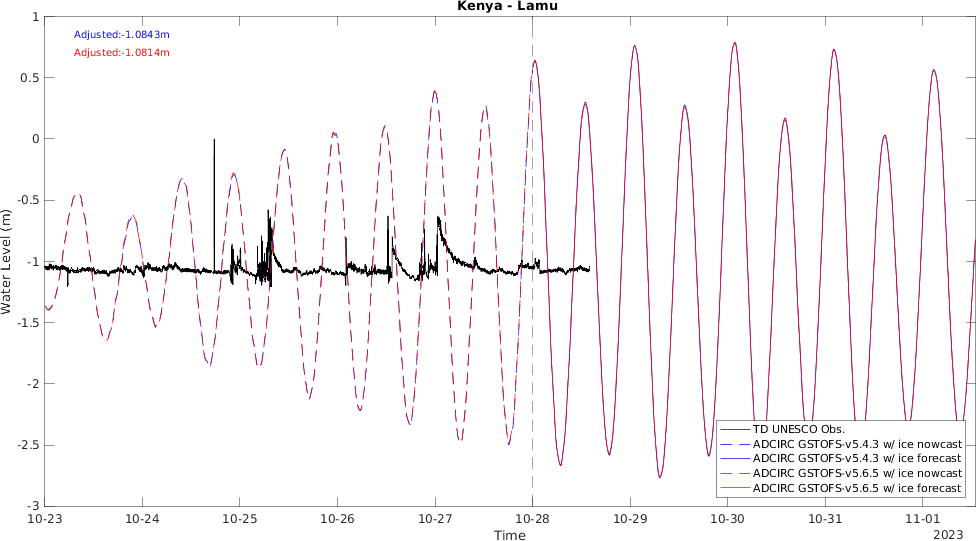 Kenya - Lamu
Adjusted:-1.0843m
Adjusted:-1.0814m
Water Level (m)
1
0.5
0
-0.5
-1
-1.5
-2
-2.5
-3
TD UNESCO Obs.
ADCIRC GSTOFS-v5.4.3 w/ ice nowcast
ADCIRC GSTOFS-v5.4.3 w/ ice forecast
ADCIRC GSTOFS-v5.6.5 w/ ice nowcast
ADCIRC GSTOFS-v5.6.5 w/ ice forecast
10-23 10-24 10-25 10-26 10-27 10-28 10-29 10-30 10-31 11-01
Time
2023